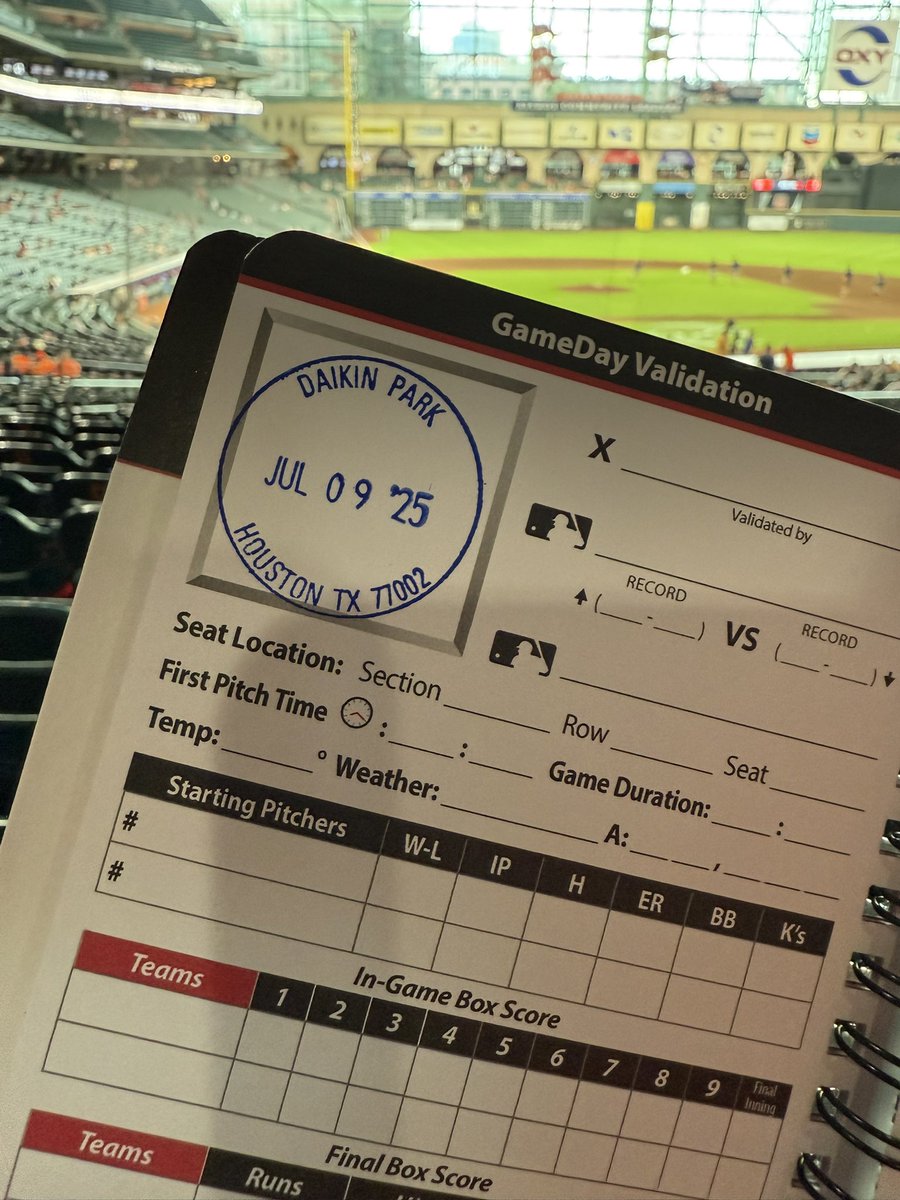 OXY
GameDay Validation
DAIKIN PARK
JUL 09 '25
HOUSTON TX 77002
X
Validated by
RECORD
( - ) VS
RECORD
( - )
Seat Location: Section Row Seat
First Pitch Time : : Game Duration: :
Temp: ° Weather: A: ,
Starting Pitchers W-L IP H ER BB K's
#
#
In-Game Box Score
Teams 1 2 3 4 5 6 7 8 9 Final Inning
Final Box Score
Teams Runs